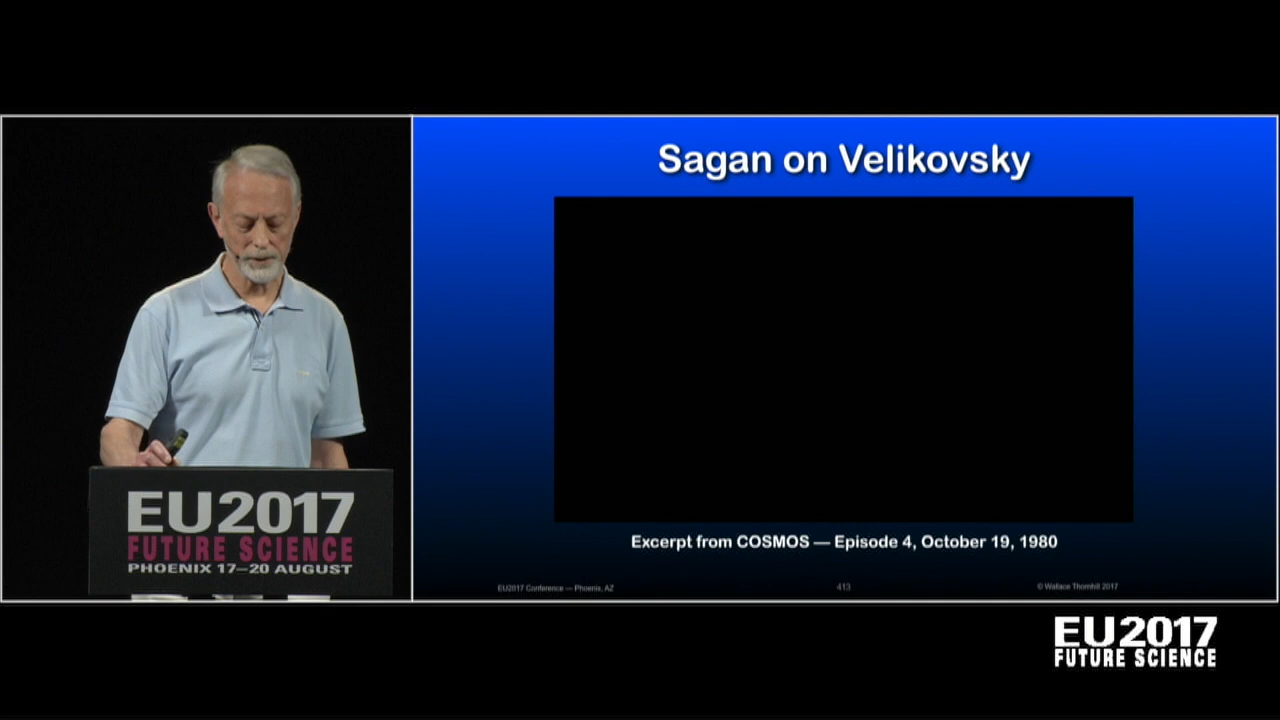 Sagan on Velikovsky
Excerpt from COSMOS — Episode 4, October 19, 1980
EU2017 Conference — Phoenix, AZ
413
© Wallace Thornhill 2017
EU2017
FUTURE SCIENCE
PHOENIX 17–20 AUGUST
EU2017
FUTURE SCIENCE